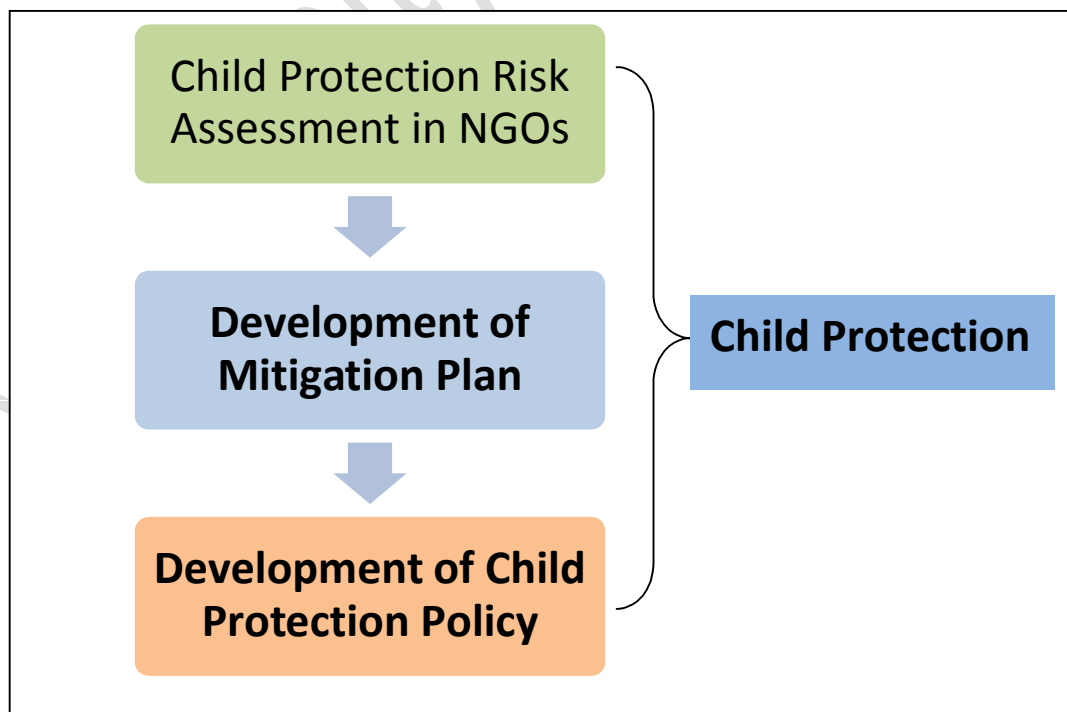 Child Protection Risk
Assessment in NGOs
Development of
Mitigation Plan
Development of Child
Protection Policy
Child Protection